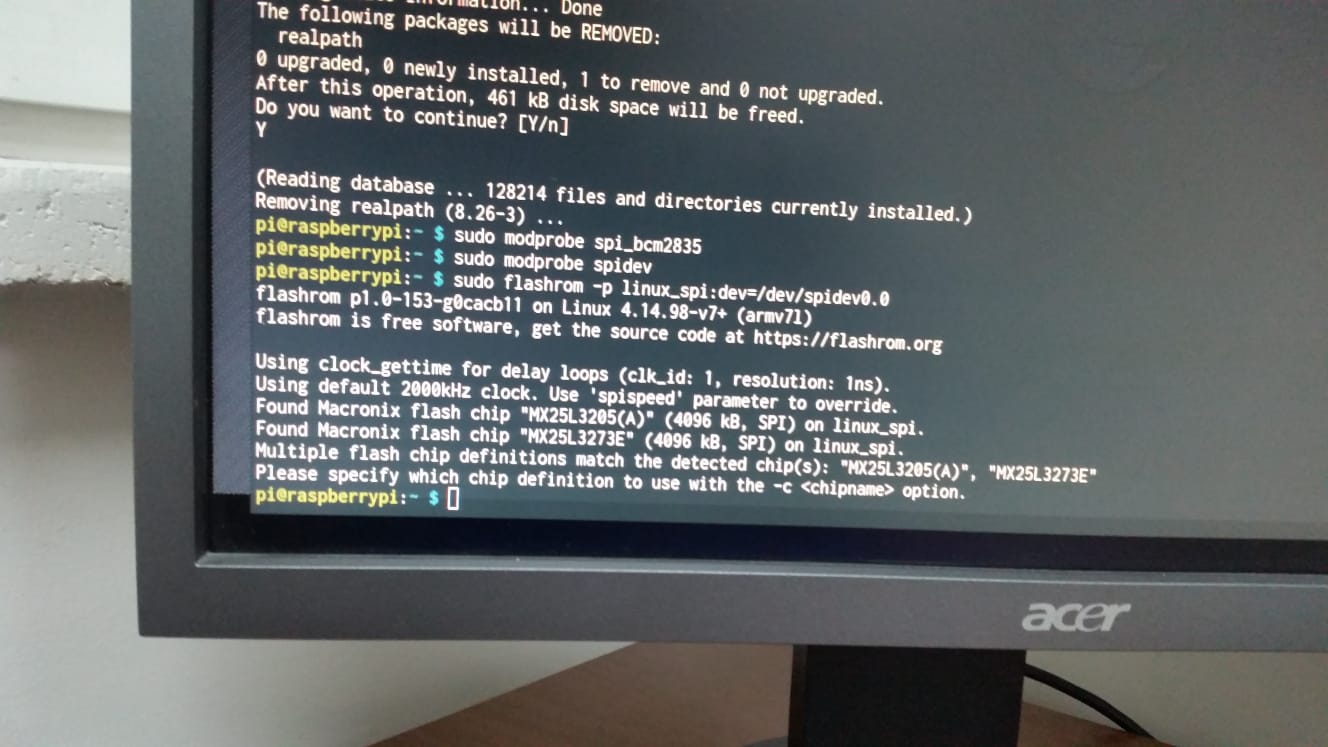 Information... Done
The following packages will be REMOVED:
realpath
0 upgraded, 0 newly installed, 1 to remove and 0 not upgraded.
After this operation, 461 kB disk space will be freed.
Do you want to continue? [Y/n]
Y
(Reading database ... 128214 files and directories currently installed.)
Removing realpath (8.26-3) ...
pi@raspberrypi:~ $ sudo modprobe spi_bcm2835
pi@raspberrypi:~ $ sudo modprobe spidev
pi@raspberrypi:~ $ sudo flashrom -p linux_spi:dev=/dev/spidev0.0
flashrom p1.0-153-g0cacb11 on Linux 4.14.98-v7+ (armv7l)
flashrom is free software, get the source code at https://flashrom.org
Using clock_gettime for delay loops (clk_id: 1, resolution: 1ns).
Using default 2000kHz clock. Use 'spispeed' parameter to override.
Found Macronix flash chip "MX25L3205(A)" (4096 kB, SPI) on linux_spi.
Found Macronix flash chip "MX25L3273E" (4096 kB, SPI) on linux_spi.
Multiple flash chip definitions match the detected chip(s): "MX25L3205(A)", "MX25L3273E"
Please specify which chip definition to use with the -c <chipname> option.
pi@raspberrypi:~ $
acer